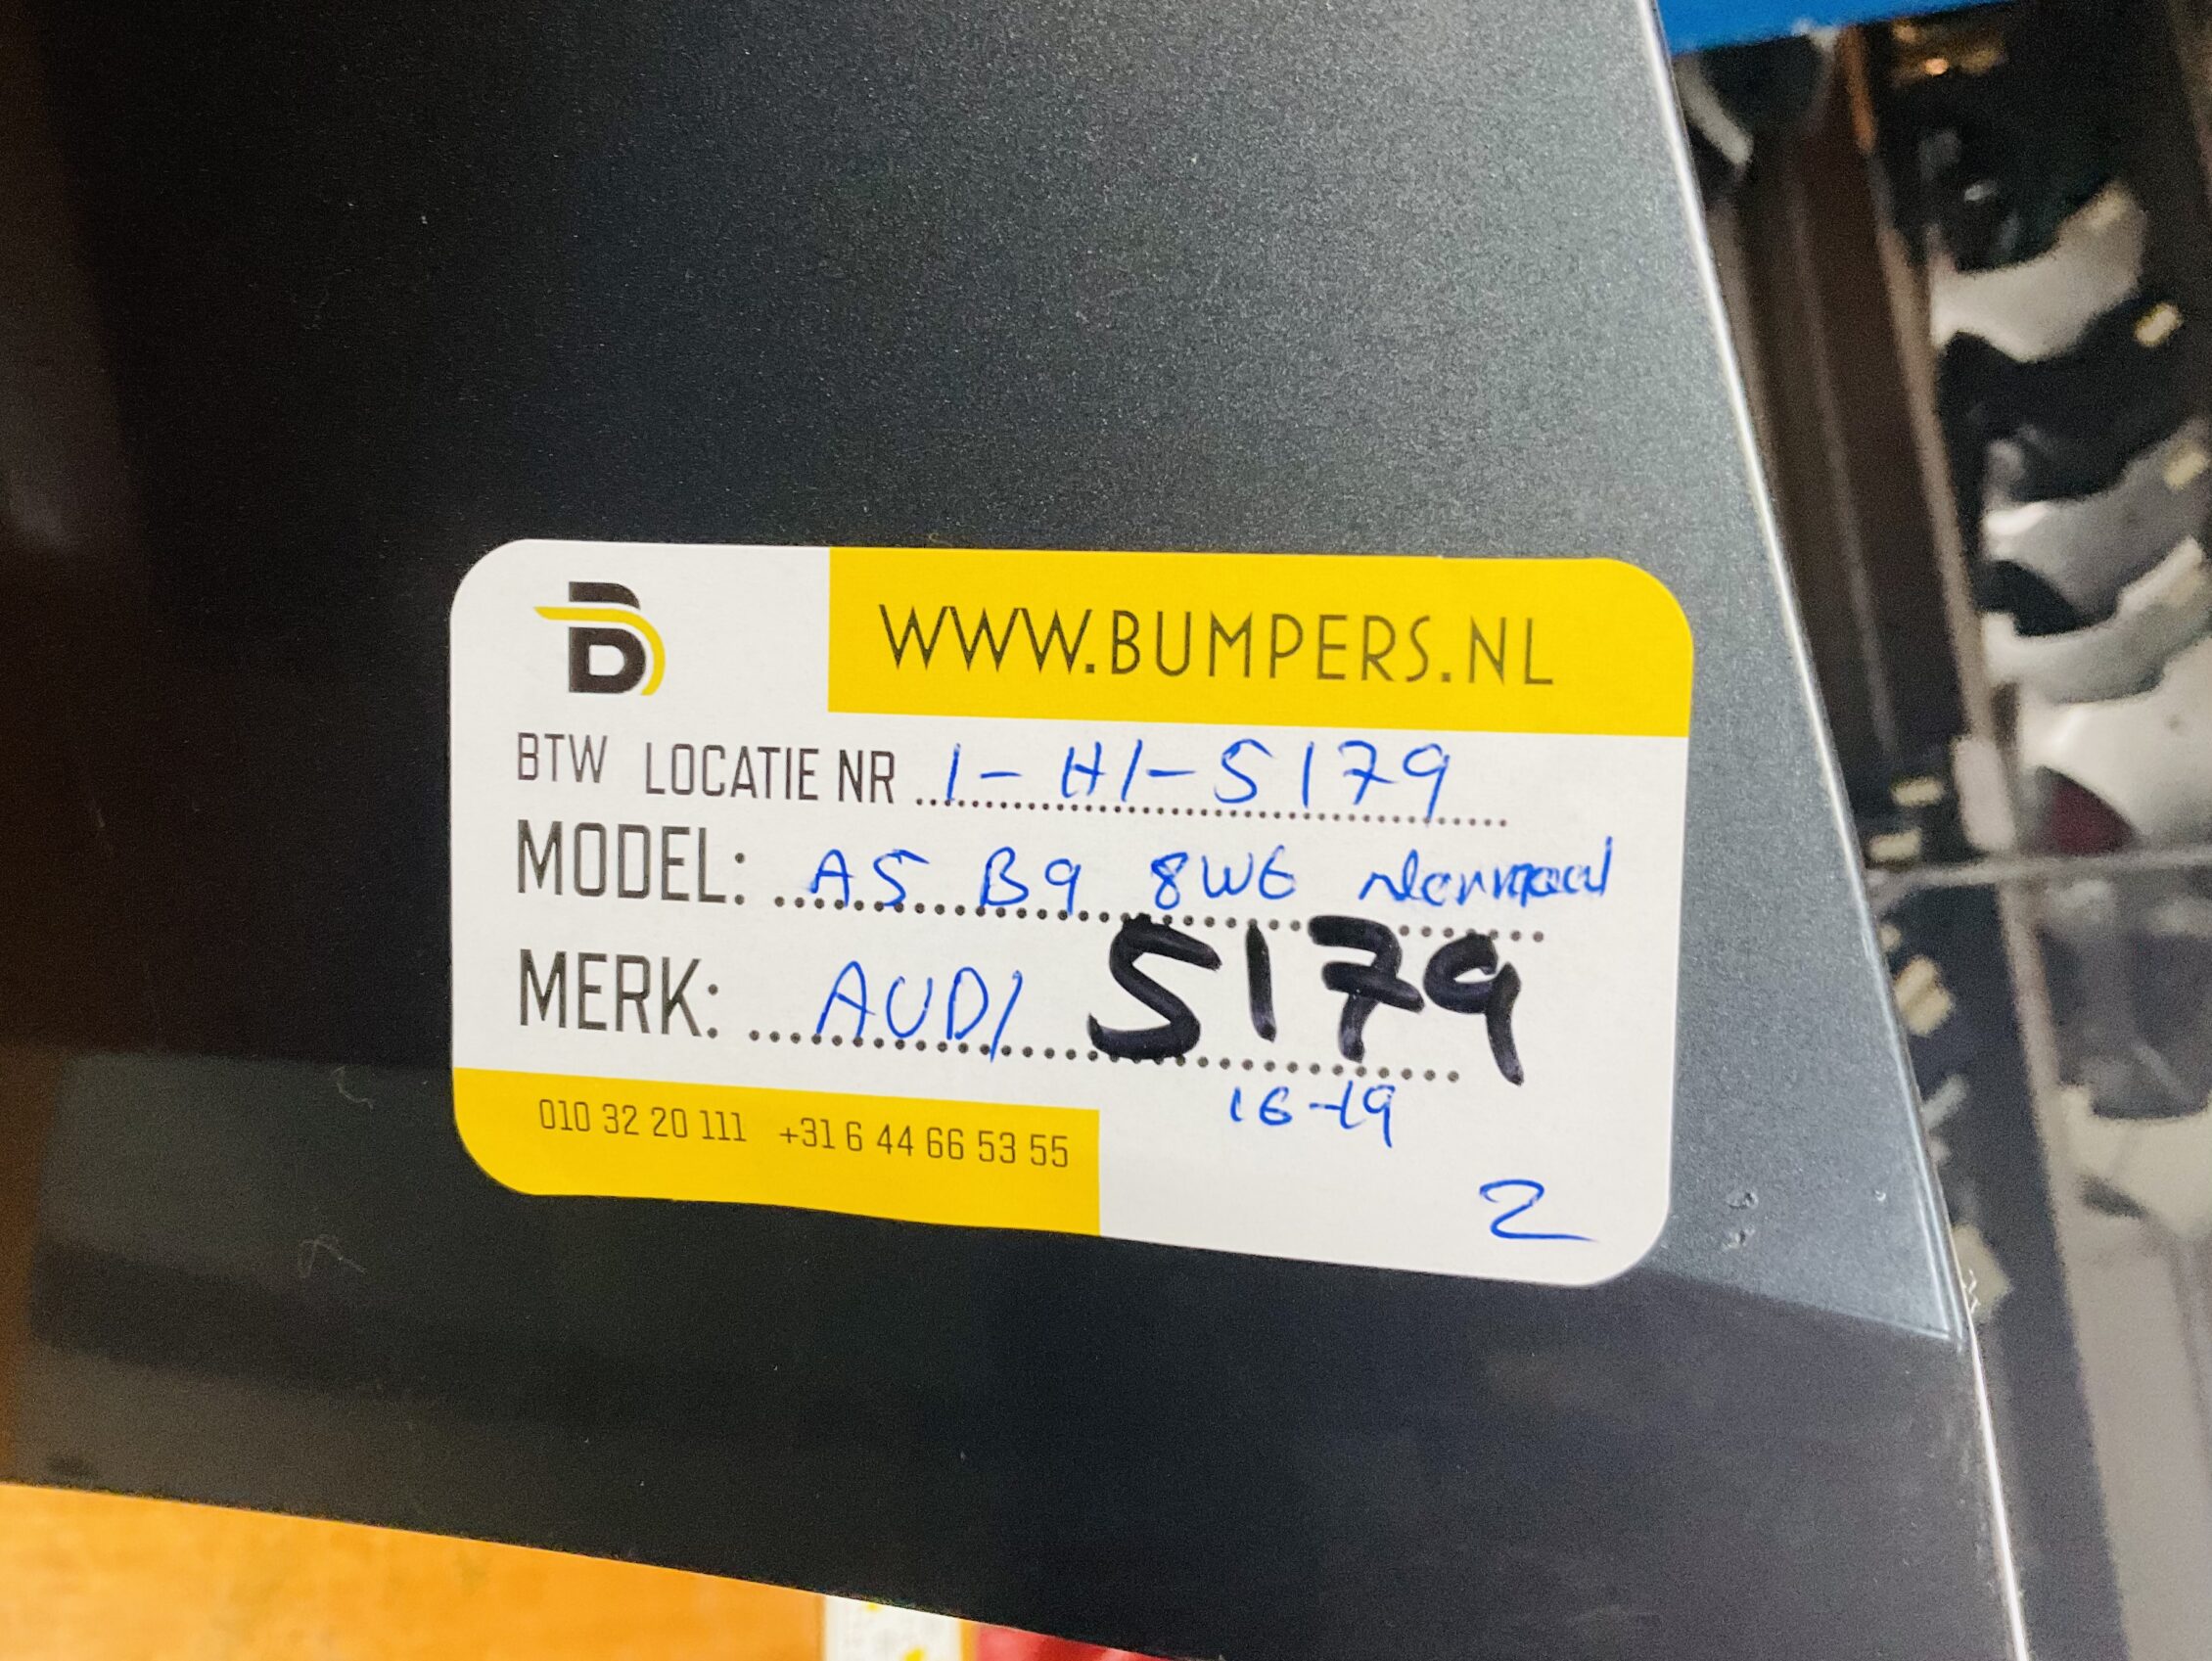 B WWW.BUMPERS.NL
BTW LOCATIE NR 1-H1-5179
MODEL: A5 B9 8W6 Normaal
MERK: AUDI 5179
16-19
010 32 20 111 +31 6 44 66 53 55
2